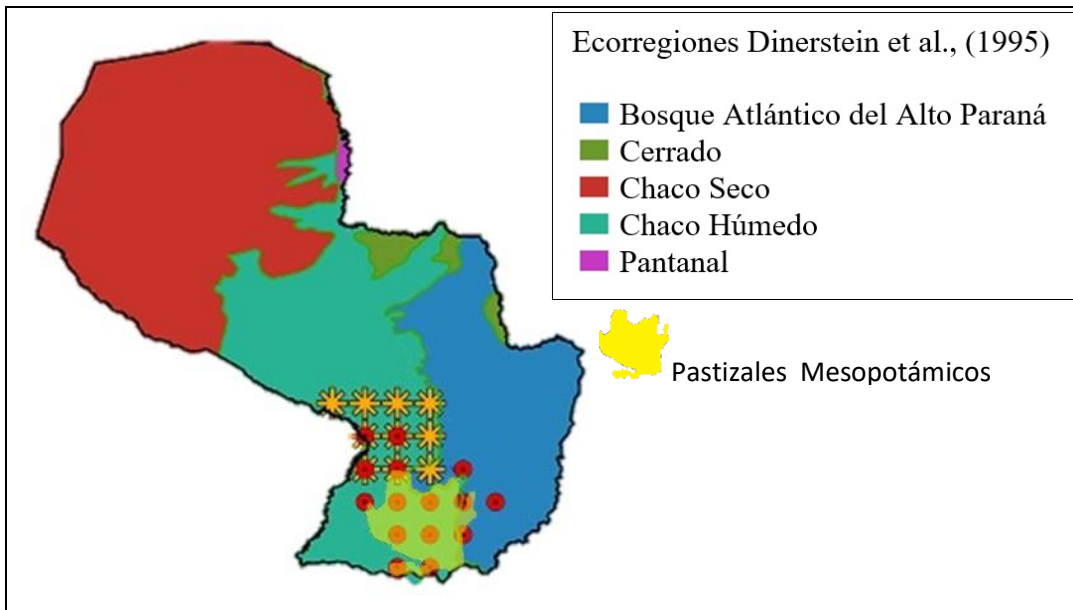 Ecorregiones Dinerstein et al., (1995)
Bosque Atlántico del Alto Paraná
Cerrado
Chaco Seco
Chaco Húmedo
Pantanal
Pastizales Mesopotámicos